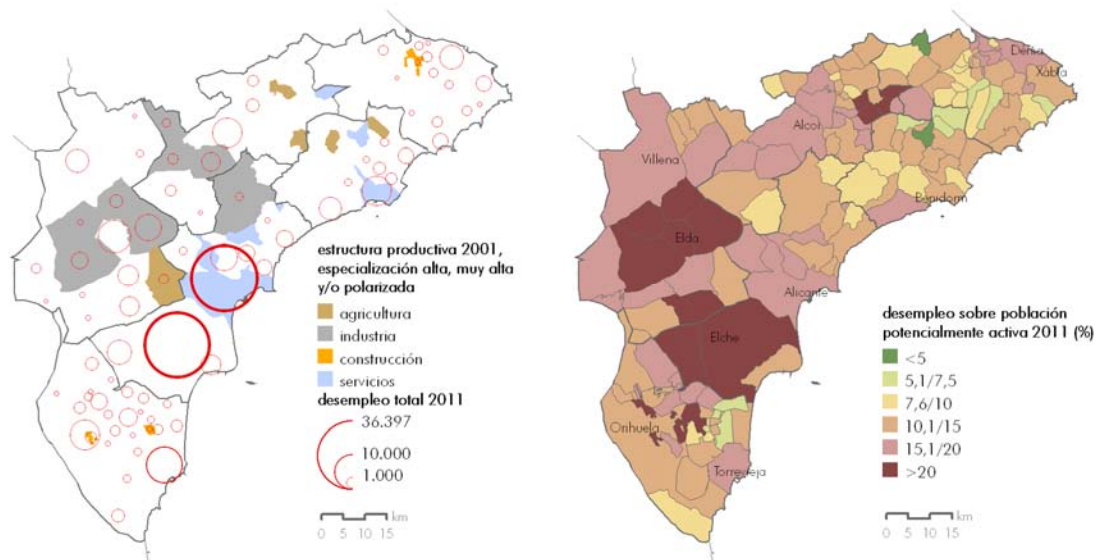 estructura productiva 2001,
especialización alta, muy alta
y/o polarizada
agricultura
industria
construcción
servicios
desempleo total 2011
36.397
10.000
1.000
km
0 5 10 15
Dénia
Xàbia
Alcoi
Villena
Benidorm
Elda
Alicante
Elche
Orihuela
Torrevieja
desempleo sobre población
potencialmente activa 2011 (%)
<5
5,1/7,5
7,6/10
10,1/15
15,1/20
>20
km
0 5 10 15